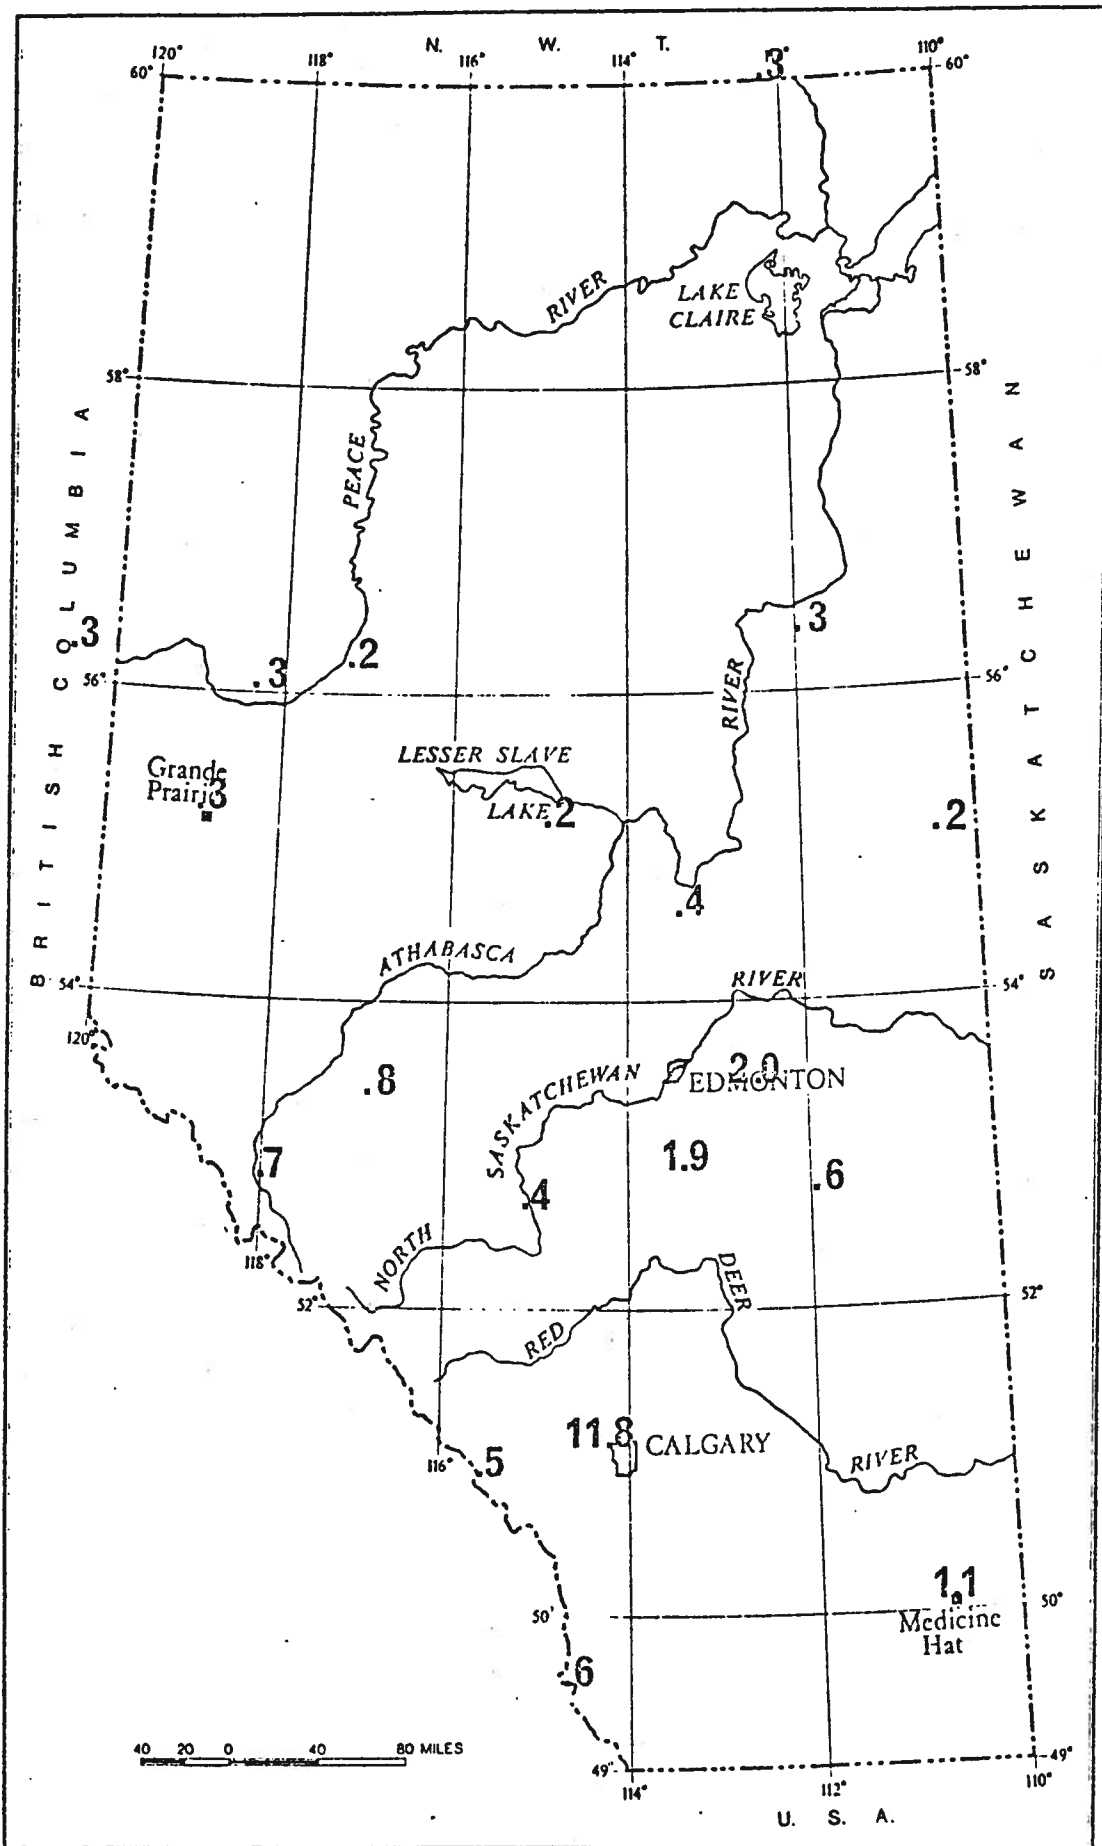 N. W. T.
120° 118° 116° 114° .3° 110°
60° 60°
RIVER
LAKE
CLAIRE
58° 58°
PEACE
BRITISH COLUMBIA
SASKATCHEWAN
.3
.3
.2
.3
RIVER
56° 56°
LESSER SLAVE
LAKE
.2
Grande
Prairie
.3
.2
.4
ATHABASCA
RIVER
54° 54°
120°
.8
SASKATCHEWAN
2.0
EDMONTON
.7
1.9
.6
.4
NORTH
118°
DEER
52° 52°
RED
11.8
CALGARY
116°
.5
RIVER
1.1
50° 50°
Medicine
Hat
.6
40 20 0 40 80 MILES
49° 49°
114° 112° 110°
U. S. A.